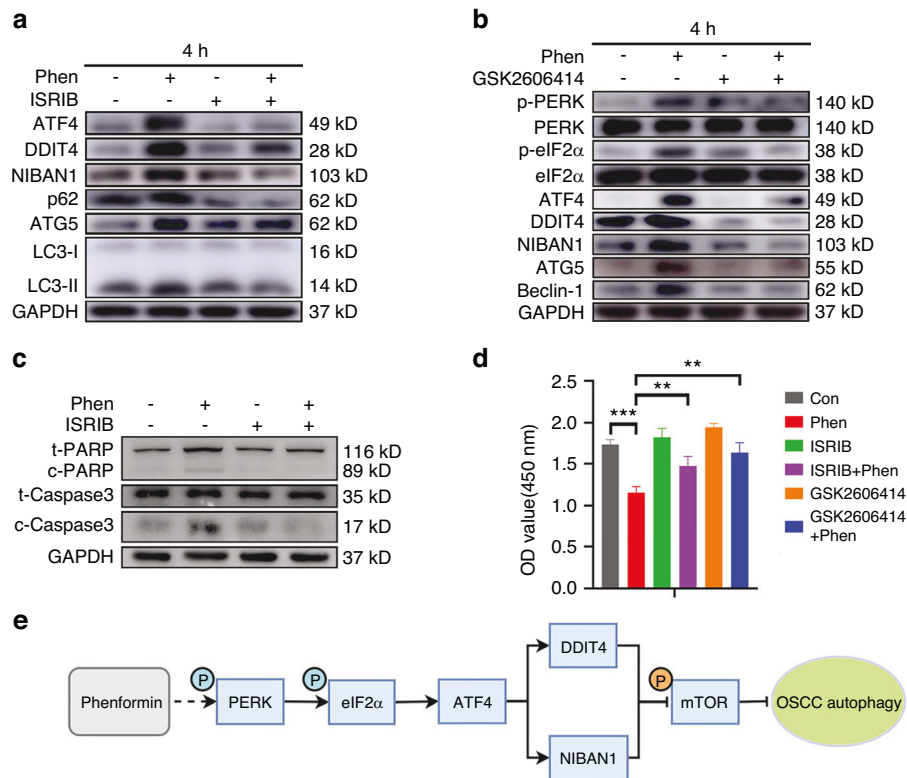 a
4 h
Phen - + - +
ISRIB - - + +
ATF4 49 kD
DDIT4 28 kD
NIBAN1 103 kD
p62 62 kD
ATG5 62 kD
LC3-I 16 kD
LC3-II 14 kD
GAPDH 37 kD
b
4 h
Phen - + - +
GSK2606414 - - + +
p-PERK 140 kD
PERK 140 kD
p-eIF2α 38 kD
eIF2α 38 kD
ATF4 49 kD
DDIT4 28 kD
NIBAN1 103 kD
ATG5 55 kD
Beclin-1 62 kD
GAPDH 37 kD
c
Phen - + - +
ISRIB - - + +
t-PARP 116 kD
c-PARP 89 kD
t-Caspase3 35 kD
c-Caspase3 17 kD
GAPDH 37 kD
d
OD value(450 nm)
2.5
2.0
1.5
1.0
0.5
0.0
***
**
**
Con
Phen
ISRIB
ISRIB+Phen
GSK2606414
GSK2606414
+Phen
e
Phenformin
P
PERK
P
eIF2α
ATF4
DDIT4
NIBAN1
P
mTOR
OSCC autophagy